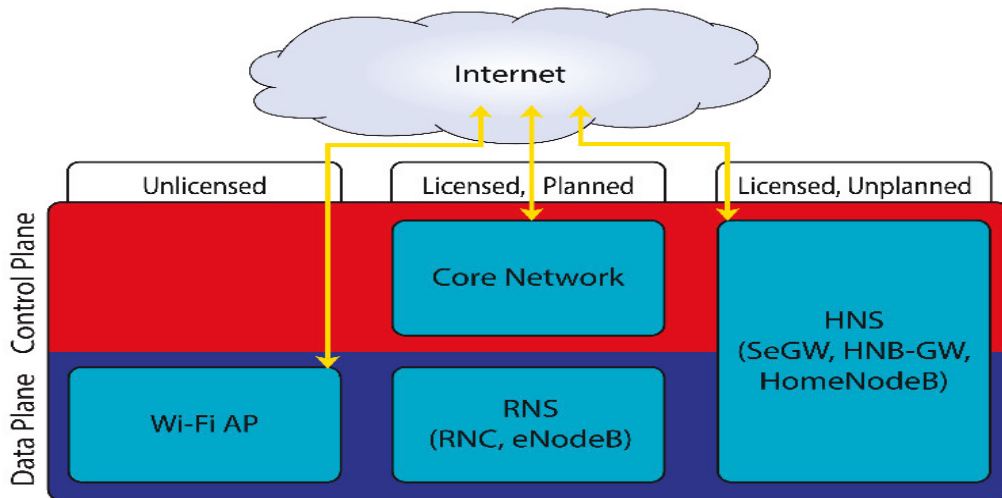 Internet
Unlicensed
Licensed, Planned
Licensed, Unplanned
Control Plane
Core Network
HNS
(SeGW, HNB-GW,
HomeNodeB)
Data Plane
Wi-Fi AP
RNS
(RNC, eNodeB)